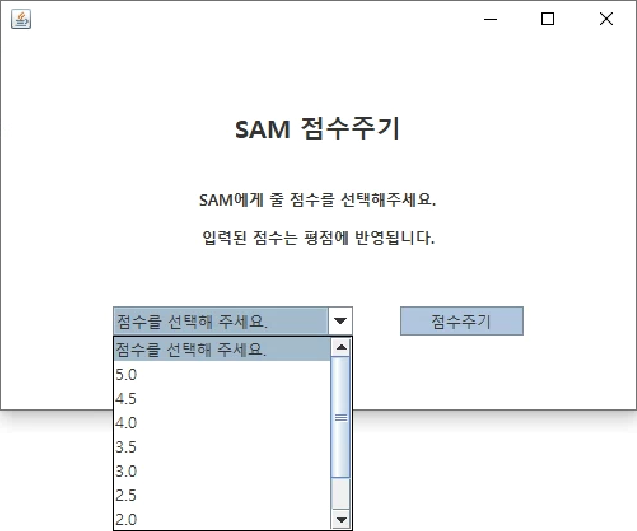 SAM 점수주기
SAM에게 줄 점수를 선택해주세요.
입력된 점수는 평점에 반영됩니다.
점수를 선택해 주세요.
점수주기
점수를 선택해 주세요.
5.0
4.5
4.0
3.5
3.0
2.5
2.0